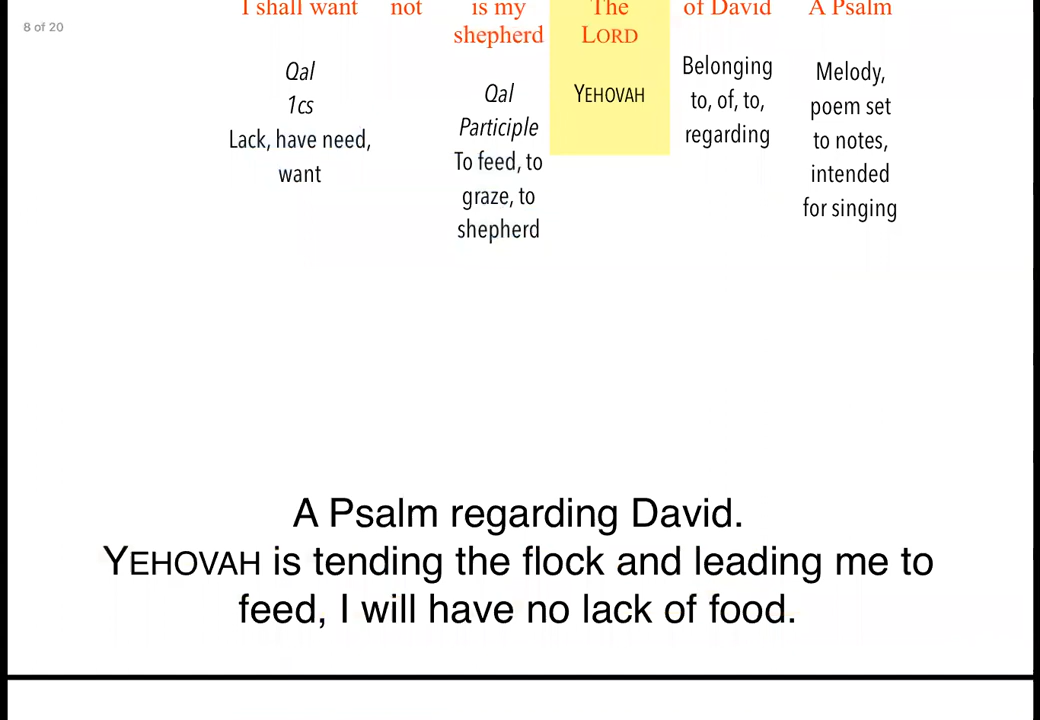 8 of 20
I shall want
not
is my
shepherd
The
LORD
of David
A Psalm
Qal
1cs
Lack, have need,
want
Qal
Participle
To feed, to
graze, to
shepherd
YEHOVAH
Belonging
to, of, to,
regarding
Melody,
poem set
to notes,
intended
for singing
A Psalm regarding David.
YEHOVAH is tending the flock and leading me to
feed, I will have no lack of food.